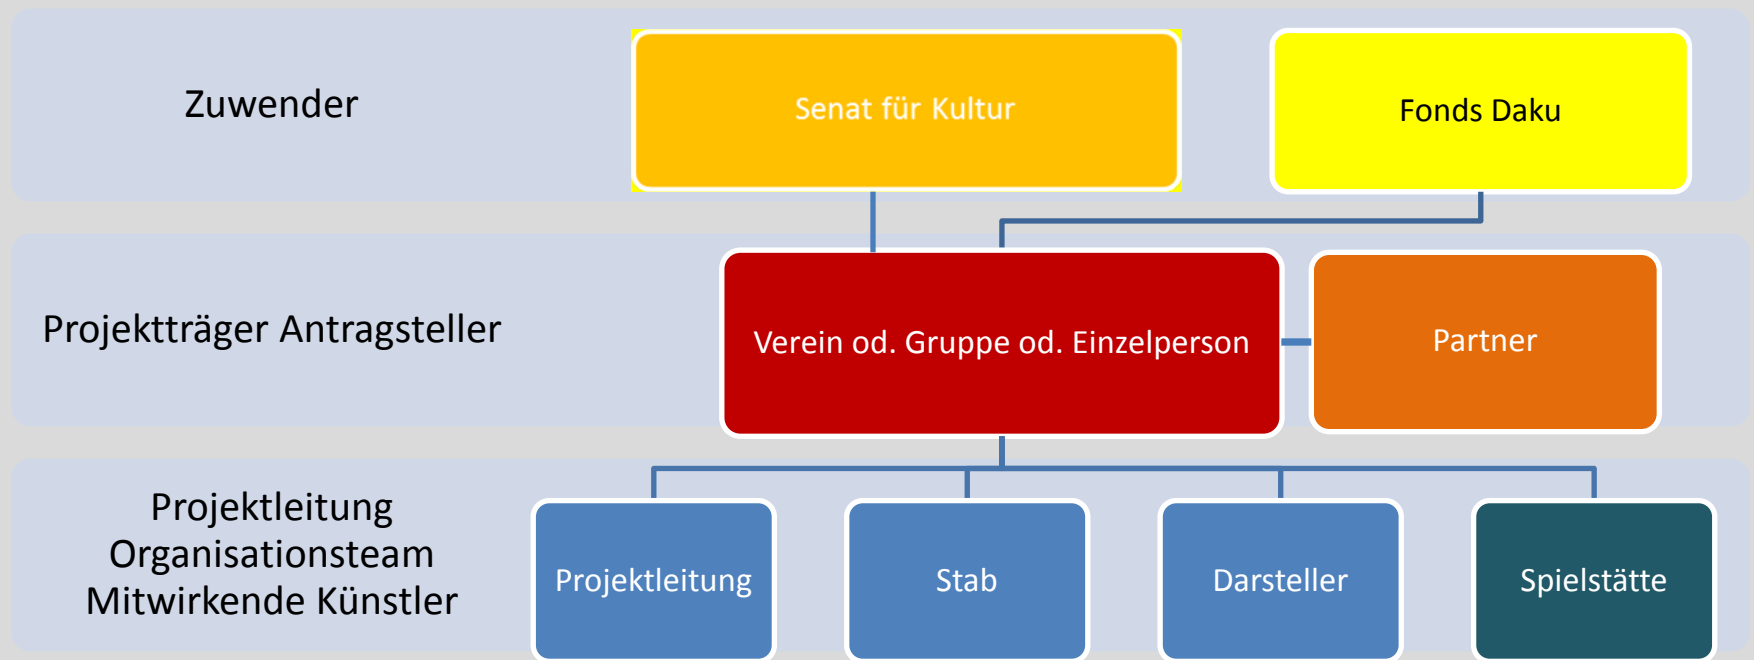 Zuwender
Senat für Kultur
Fonds Daku
Projektträger Antragsteller
Verein od. Gruppe od. Einzelperson
Partner
Projektleitung
Organisationsteam
Mitwirkende Künstler
Projektleitung
Stab
Darsteller
Spielstätte